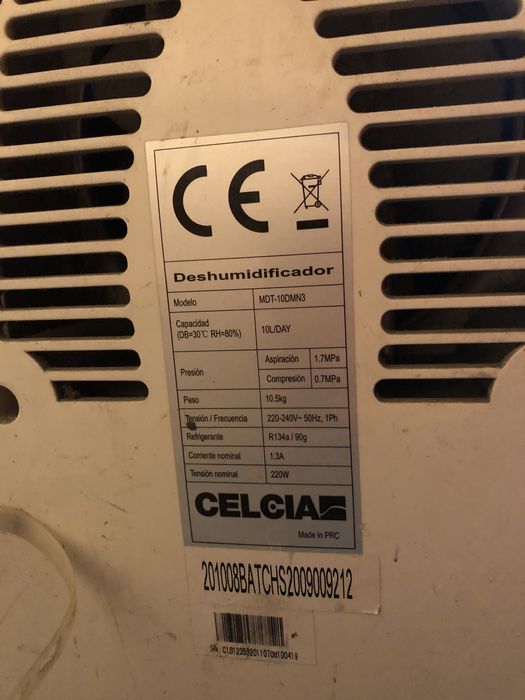 CE
Deshumidificador
Modelo MDT-10DMN3
Capacidad
(DB=30℃ RH=80%) 10L/DAY
Presión Aspiración 1.7MPa
Compresión 0.7MPa
Peso 10.5kg
Tensión / Frecuencia 220-240V~ 50Hz, 1Ph
Refrigerante R134a / 90g
Corriente nominal 1.3A
Tensión nominal 220W
CELCIA
Made in PRC
201008BATCHS2009009212